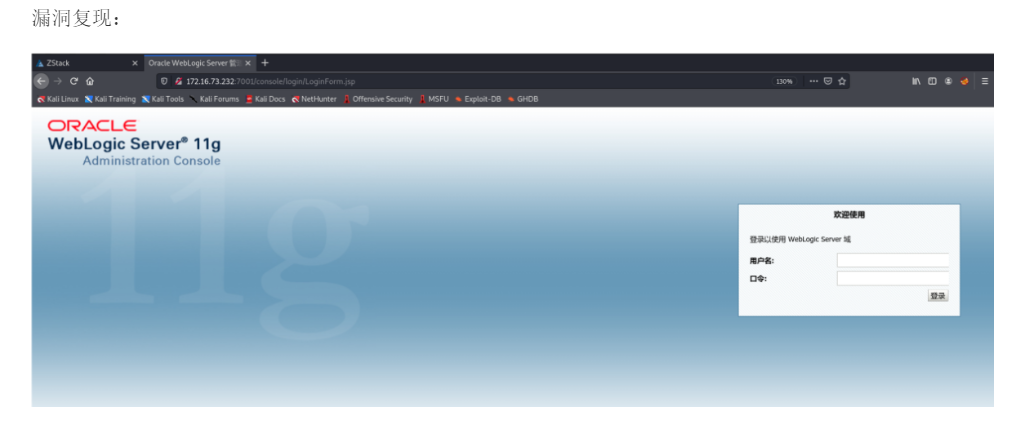 漏洞复现：
ZStack × Oracle WebLogic Server 管 × +
172.16.73.232:7001/console/login/LoginForm.jsp 130% ··· ☆
Kali Linux Kali Training Kali Tools Kali Forums Kali Docs NetHunter Offensive Security MSFU Exploit-DB GHDB
ORACLE
WebLogic Server® 11g
Administration Console
11g
欢迎使用
登录以使用 WebLogic Server 域
用户名:
口令:
登录